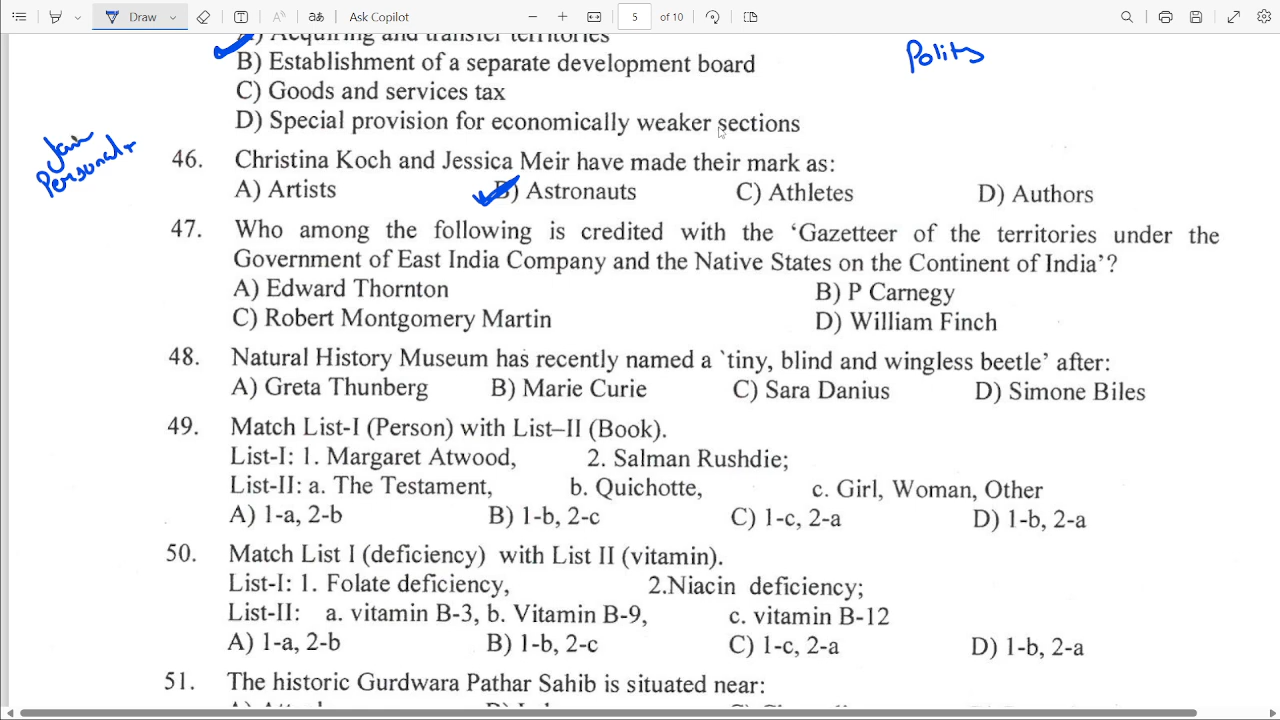 Draw
Ask Copilot
5 of 10
A) Acquiring and transfer territories
Polity
B) Establishment of a separate development board
C) Goods and services tax
D) Special provision for economically weaker sections
46. Christina Koch and Jessica Meir have made their mark as:
A) Artists B) Astronauts C) Athletes D) Authors
47. Who among the following is credited with the ‘Gazetteer of the territories under the
Government of East India Company and the Native States on the Continent of India’?
A) Edward Thornton B) P Carnegy
C) Robert Montgomery Martin D) William Finch
48. Natural History Museum has recently named a `tiny, blind and wingless beetle’ after:
A) Greta Thunberg B) Marie Curie C) Sara Danius D) Simone Biles
49. Match List-I (Person) with List–II (Book).
List-I: 1. Margaret Atwood, 2. Salman Rushdie;
List-II: a. The Testament, b. Quichotte, c. Girl, Woman, Other
A) 1-a, 2-b B) 1-b, 2-c C) 1-c, 2-a D) 1-b, 2-a
50. Match List I (deficiency) with List II (vitamin).
List-I: 1. Folate deficiency, 2.Niacin deficiency;
List-II: a. vitamin B-3, b. Vitamin B-9, c. vitamin B-12
A) 1-a, 2-b B) 1-b, 2-c C) 1-c, 2-a D) 1-b, 2-a
51. The historic Gurdwara Pathar Sahib is situated near: